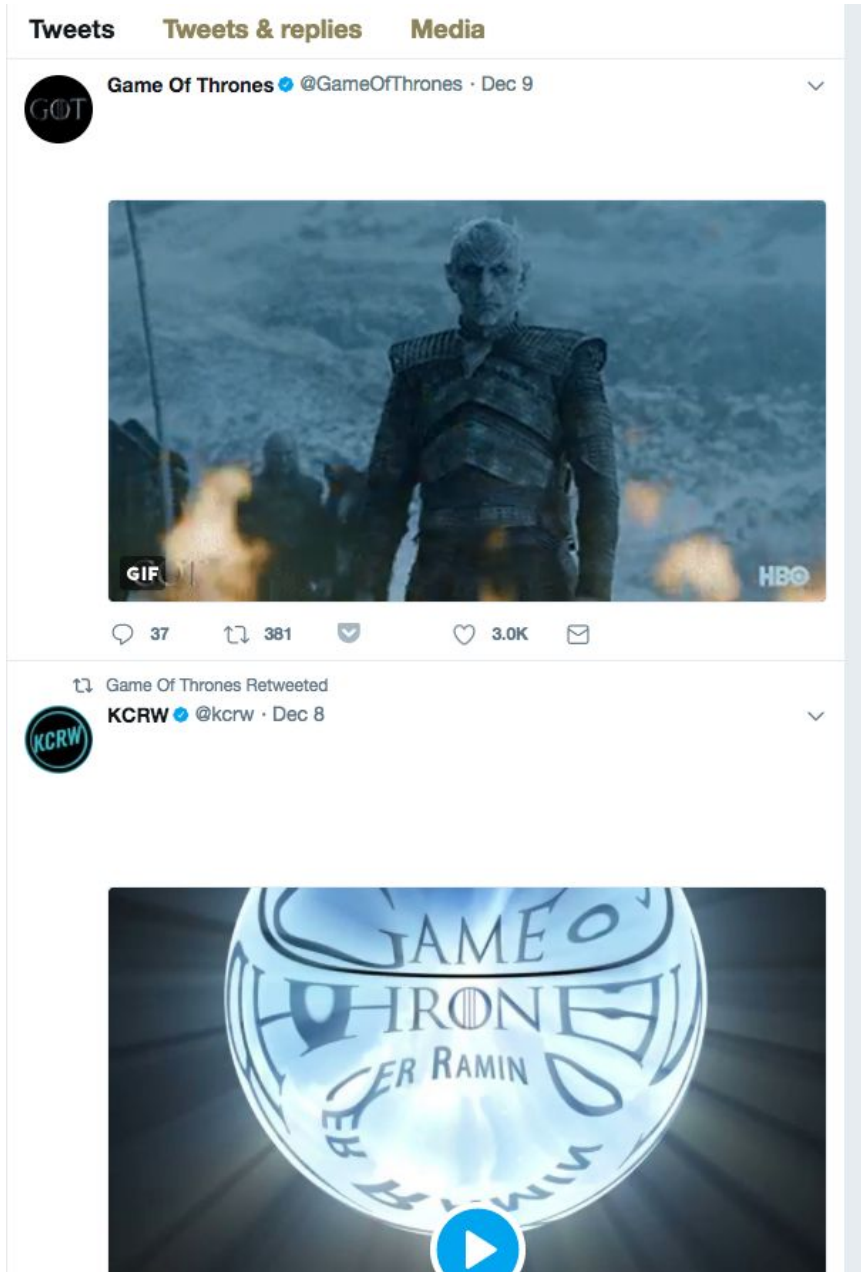 Tweets Tweets & replies Media
GOT
Game Of Thrones @GameOfThrones · Dec 9
GIF
HBO
37 381 3.0K
Game Of Thrones Retweeted
KCRW
KCRW @kcrw · Dec 8
GAME O
HRONE
ER RAMIN